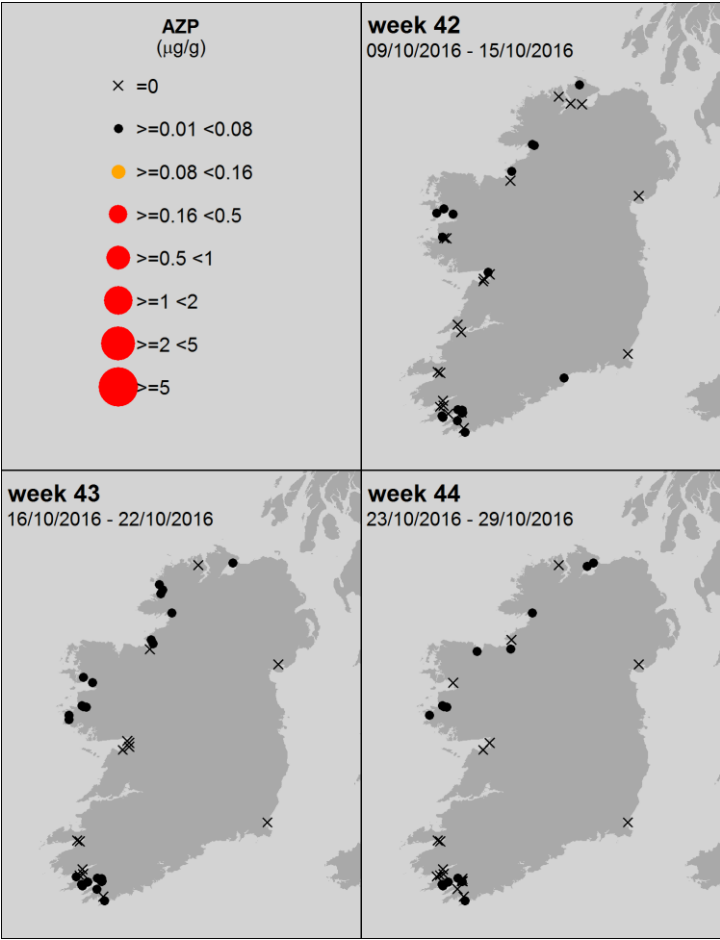 AZP
(µg/g)
=0
>=0.01 <0.08
>=0.08 <0.16
>=0.16 <0.5
>=0.5 <1
>=1 <2
>=2 <5
>=5
week 42
09/10/2016 - 15/10/2016
week 43
16/10/2016 - 22/10/2016
week 44
23/10/2016 - 29/10/2016